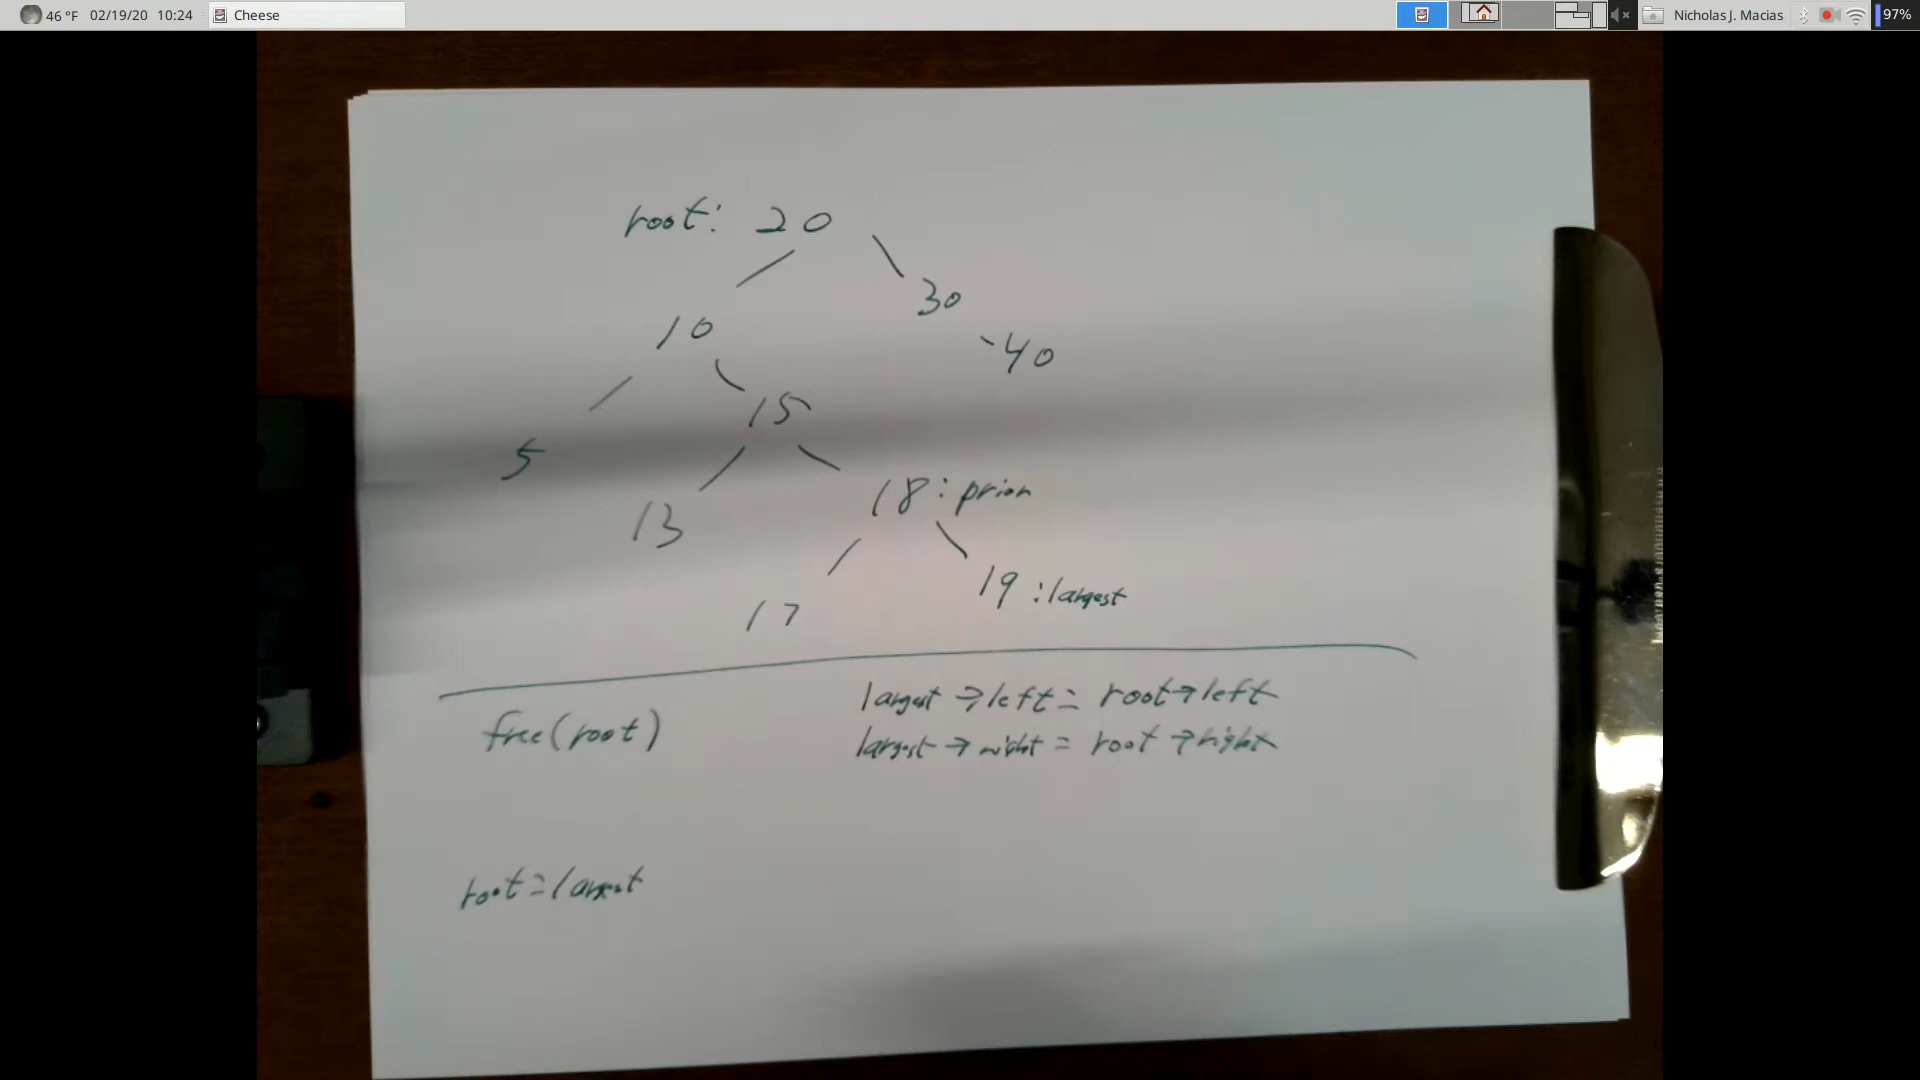 46 °F 02/19/20 10:24 Cheese Nicholas J. Macias 97%
root: 20
30
10
40
15
5
18: prior
13
19: largest
17
largest → left = root → left
free(root)
largest → right = root → right
root = largest